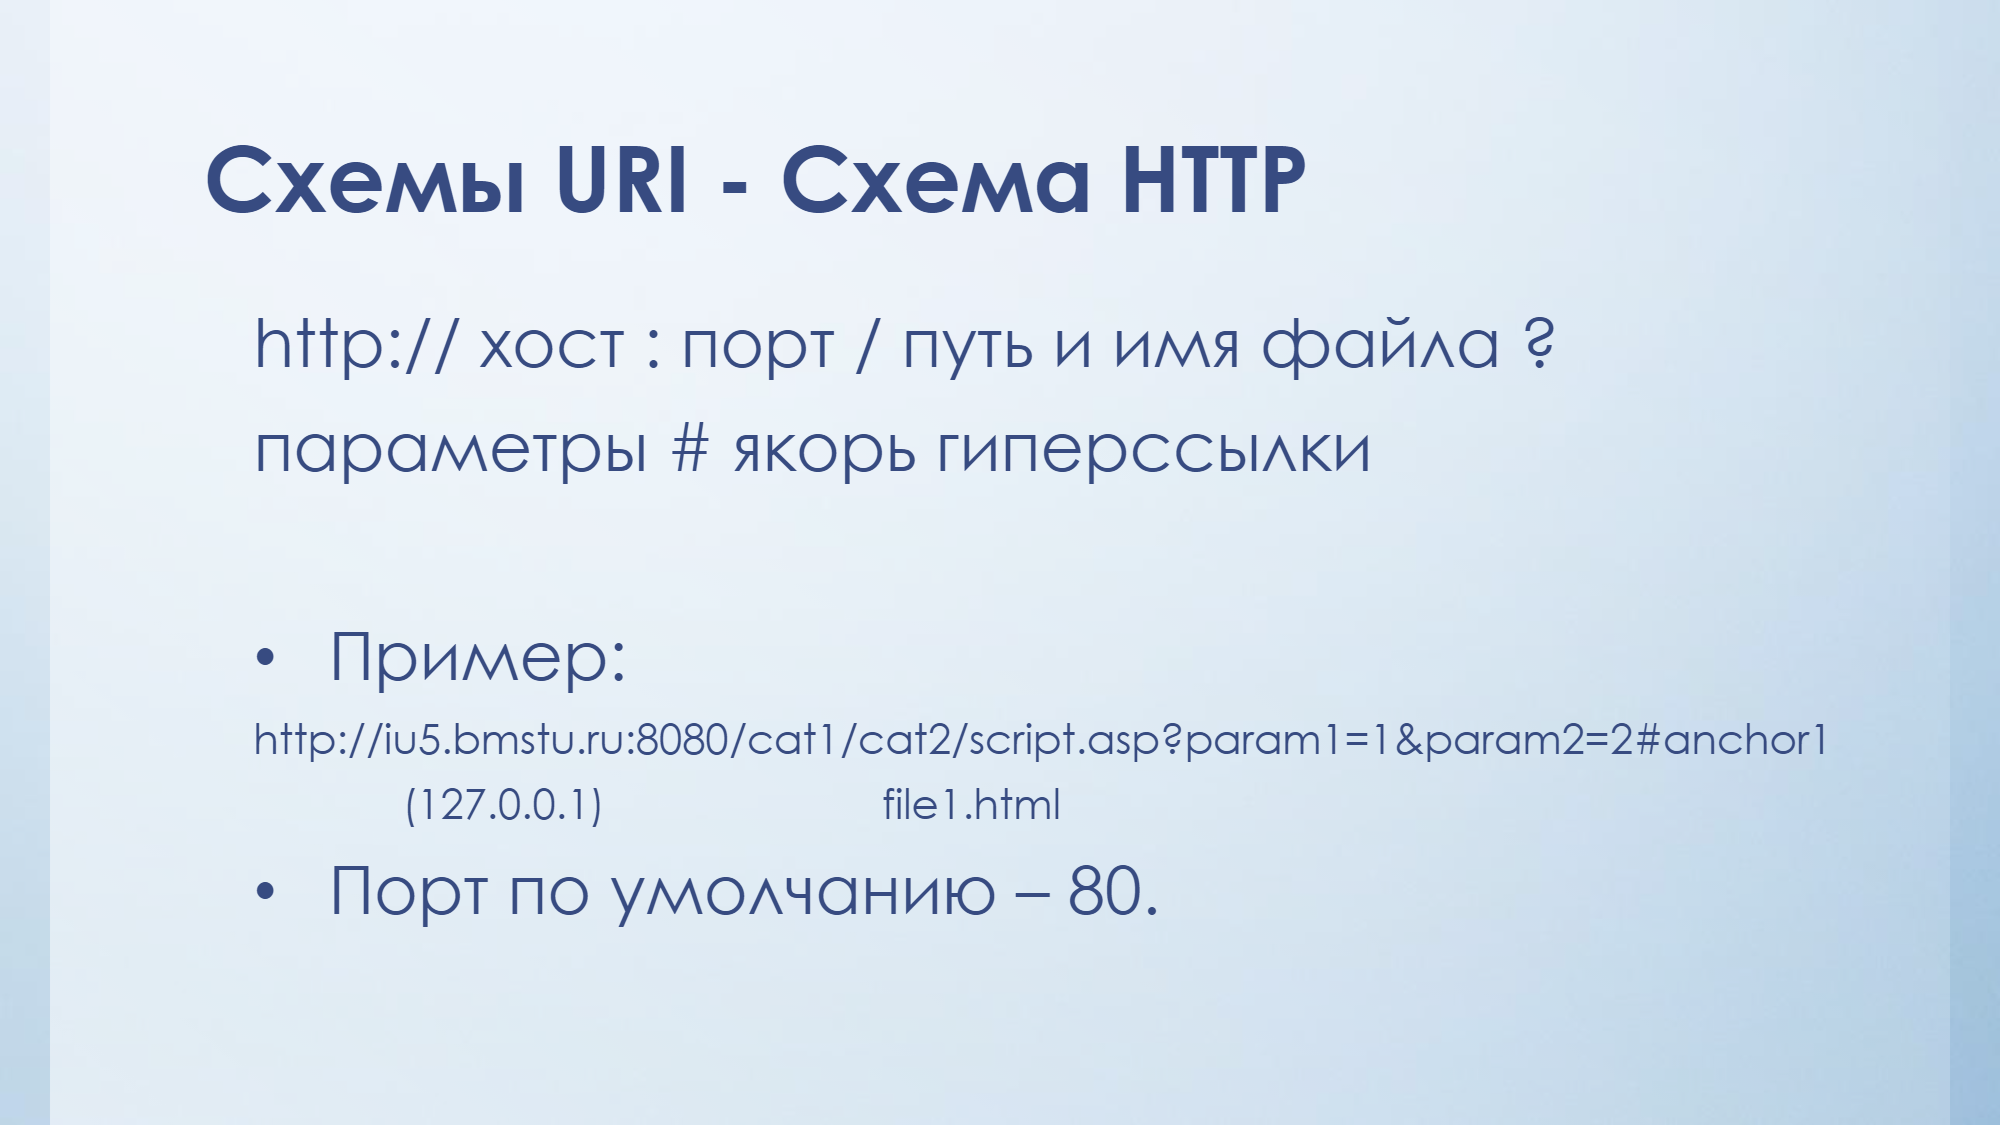 Схемы URI - Схема HTTP
http:// хост : порт / путь и имя файла ?
параметры # якорь гиперссылки
• Пример:
http://iu5.bmstu.ru:8080/cat1/cat2/script.asp?param1=1&param2=2#anchor1
(127.0.0.1) file1.html
• Порт по умолчанию – 80.